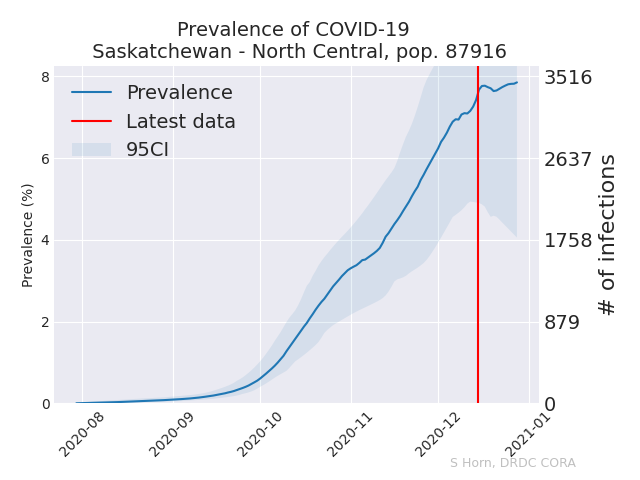 Prevalence of COVID-19
Saskatchewan - North Central, pop. 87916
Prevalence
Latest data
95CI
Prevalence (%)
8
6
4
2
0
3516
2637
1758
879
0
# of infections
2020-08
2020-09
2020-10
2020-11
2020-12
2021-01
S Horn, DRDC CORA